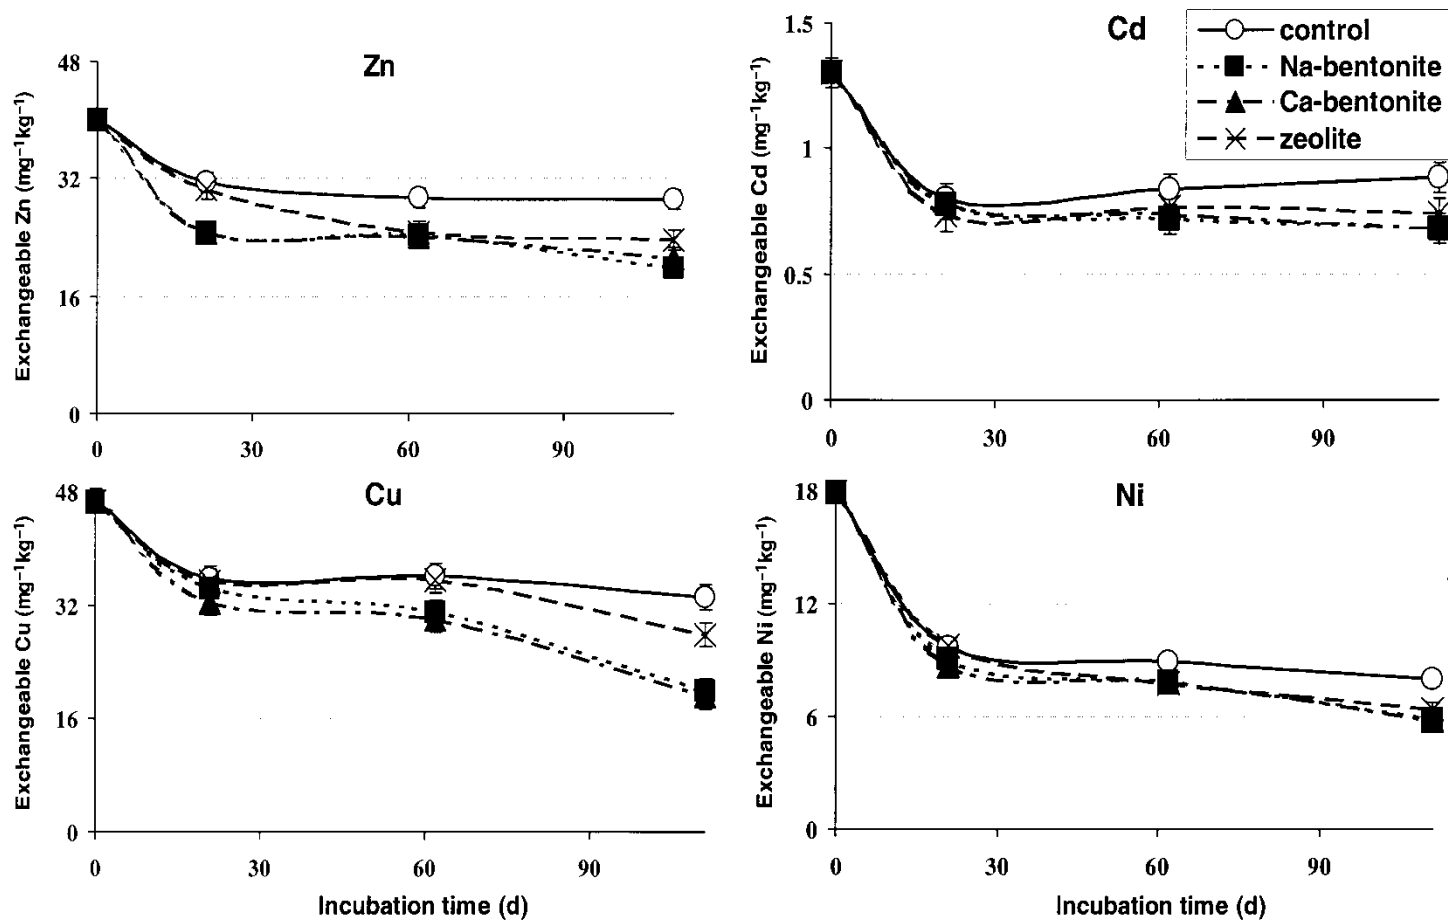 Zn
48
32
16
0
0
30
60
90
Exchangeable Zn (mg⁻¹kg⁻¹)
Cd
1.5
1
0.5
0
0
30
60
90
Exchangeable Cd (mg⁻¹kg⁻¹)
control
Na-bentonite
Ca-bentonite
zeolite
Cu
48
32
16
0
0
30
60
90
Exchangeable Cu (mg⁻¹kg⁻¹)
Incubation time (d)
Ni
18
12
6
0
0
30
60
90
Exchangeable Ni (mg⁻¹kg⁻¹)
Incubation time (d)